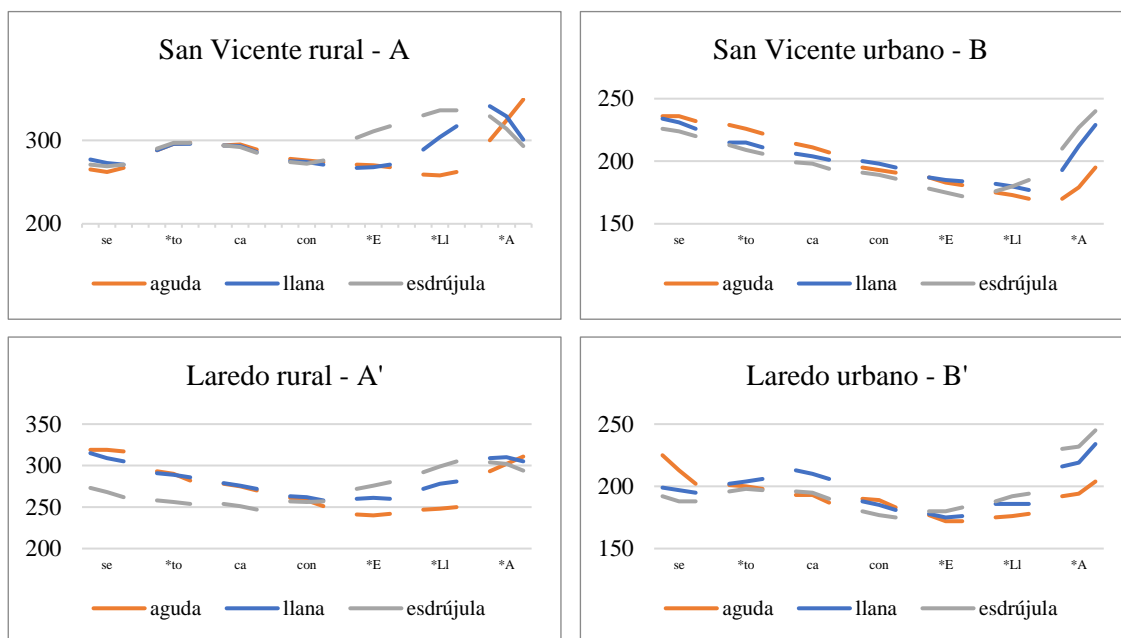 San Vicente rural - A
300
200
se *to ca con *E *Ll *A
aguda llana esdrújula
San Vicente urbano - B
250
200
150
se *to ca con *E *Ll *A
aguda llana esdrújula
Laredo rural - A'
350
300
250
200
se *to ca con *E *Ll *A
aguda llana esdrújula
Laredo urbano - B'
250
200
150
se *to ca con *E *Ll *A
aguda llana esdrújula